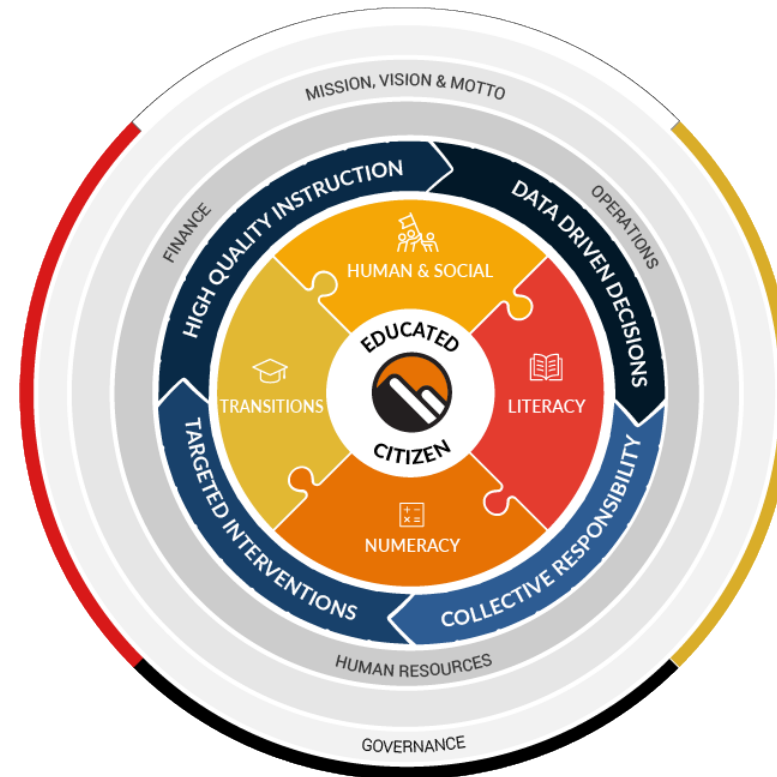 MISSION, VISION & MOTTO
FINANCE
OPERATIONS
HIGH QUALITY INSTRUCTION
DATA DRIVEN DECISIONS
HUMAN & SOCIAL
EDUCATED
CITIZEN
TRANSITIONS
LITERACY
NUMERACY
TARGETED INTERVENTIONS
COLLECTIVE RESPONSIBILITY
HUMAN RESOURCES
GOVERNANCE